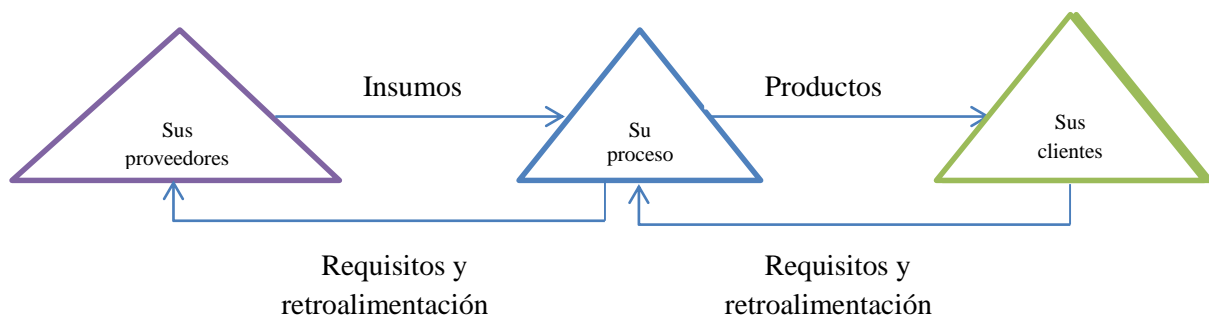 Insumos
Productos
Sus
proveedores
Su
proceso
Sus
clientes
Requisitos y
retroalimentación
Requisitos y
retroalimentación